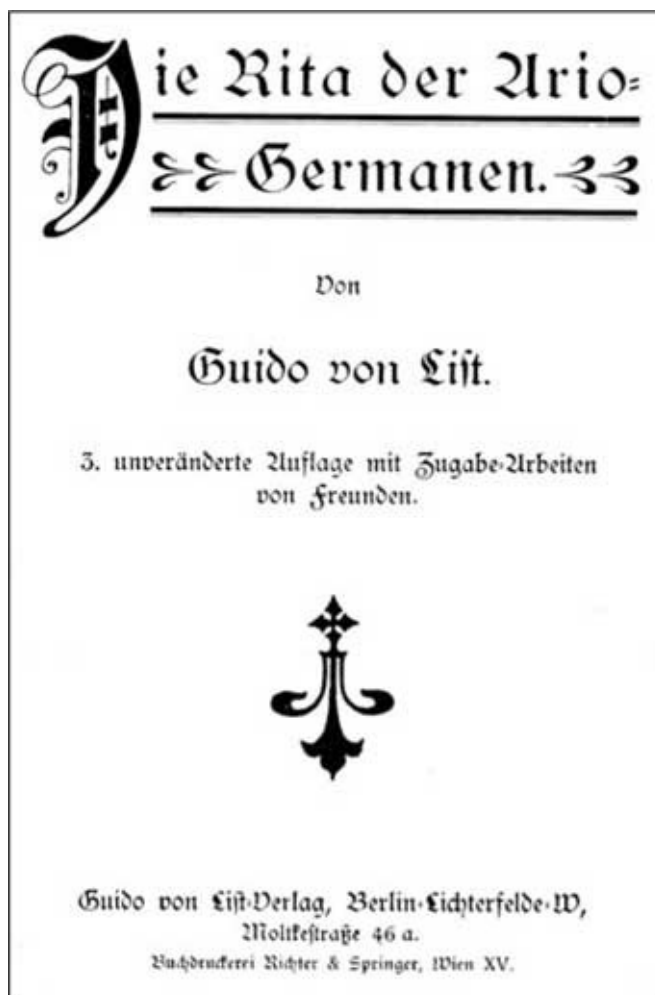 Die Rita der Ario-
Germanen.
Von
Guido von List.
3. unveränderte Auflage mit Zugabe-Arbeiten
von Freunden.
Guido von List-Verlag, Berlin-Lichterfelde-W,
Moltkestraße 46 a.
Buchdruckerei Richter & Springer, Wien XV.